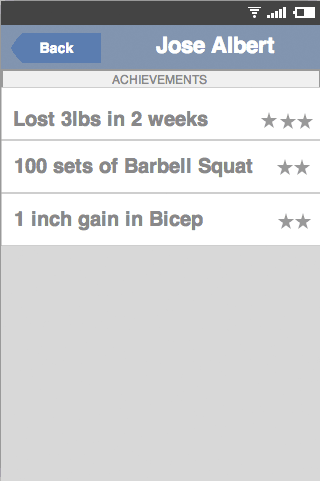 Back
Jose Albert
ACHIEVEMENTS
Lost 3lbs in 2 weeks
100 sets of Barbell Squat
1 inch gain in Bicep